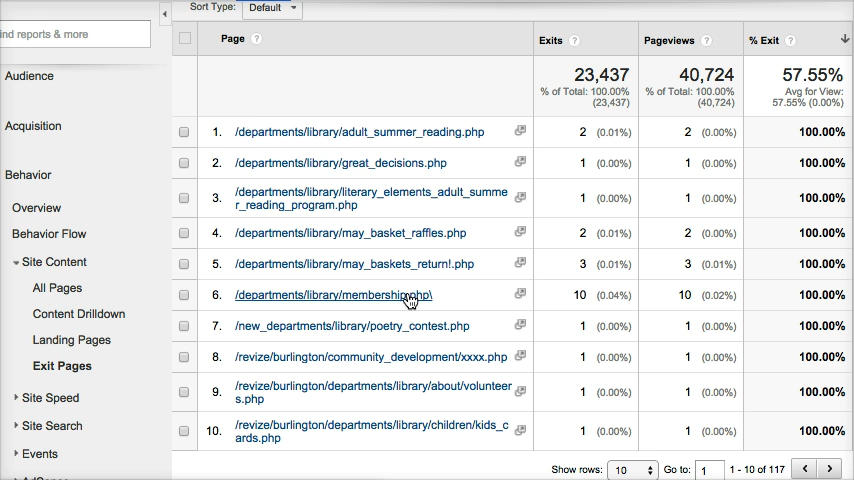 Sort Type: Default
ind reports & more
Page ?
Exits ?
Pageviews ?
% Exit ?
Audience
23,437
% of Total: 100.00%
(23,437)
40,724
% of Total: 100.00%
(40,724)
57.55%
Avg for View:
57.55% (0.00%)
Acquisition
Behavior
Overview
Behavior Flow
Site Content
All Pages
Content Drilldown
Landing Pages
Exit Pages
Site Speed
Site Search
Events
1. /departments/library/adult_summer_reading.php 2 (0.01%) 2 (0.00%) 100.00%
2. /departments/library/great_decisions.php 1 (0.00%) 1 (0.00%) 100.00%
3. /departments/library/literary_elements_adult_summe
r_reading_program.php 1 (0.00%) 1 (0.00%) 100.00%
4. /departments/library/may_basket_raffles.php 2 (0.01%) 2 (0.00%) 100.00%
5. /departments/library/may_baskets_return!.php 3 (0.01%) 3 (0.01%) 100.00%
6. /departments/library/membership.php\ 10 (0.04%) 10 (0.02%) 100.00%
7. /new_departments/library/poetry_contest.php 1 (0.00%) 1 (0.00%) 100.00%
8. /revize/burlington/community_development/xxxx.php 1 (0.00%) 1 (0.00%) 100.00%
9. /revize/burlington/departments/library/about/volunteer
s.php 1 (0.00%) 1 (0.00%) 100.00%
10. /revize/burlington/departments/library/children/kids_c
ards.php 1 (0.00%) 1 (0.00%) 100.00%
Show rows: 10 Go to: 1 1 - 10 of 117